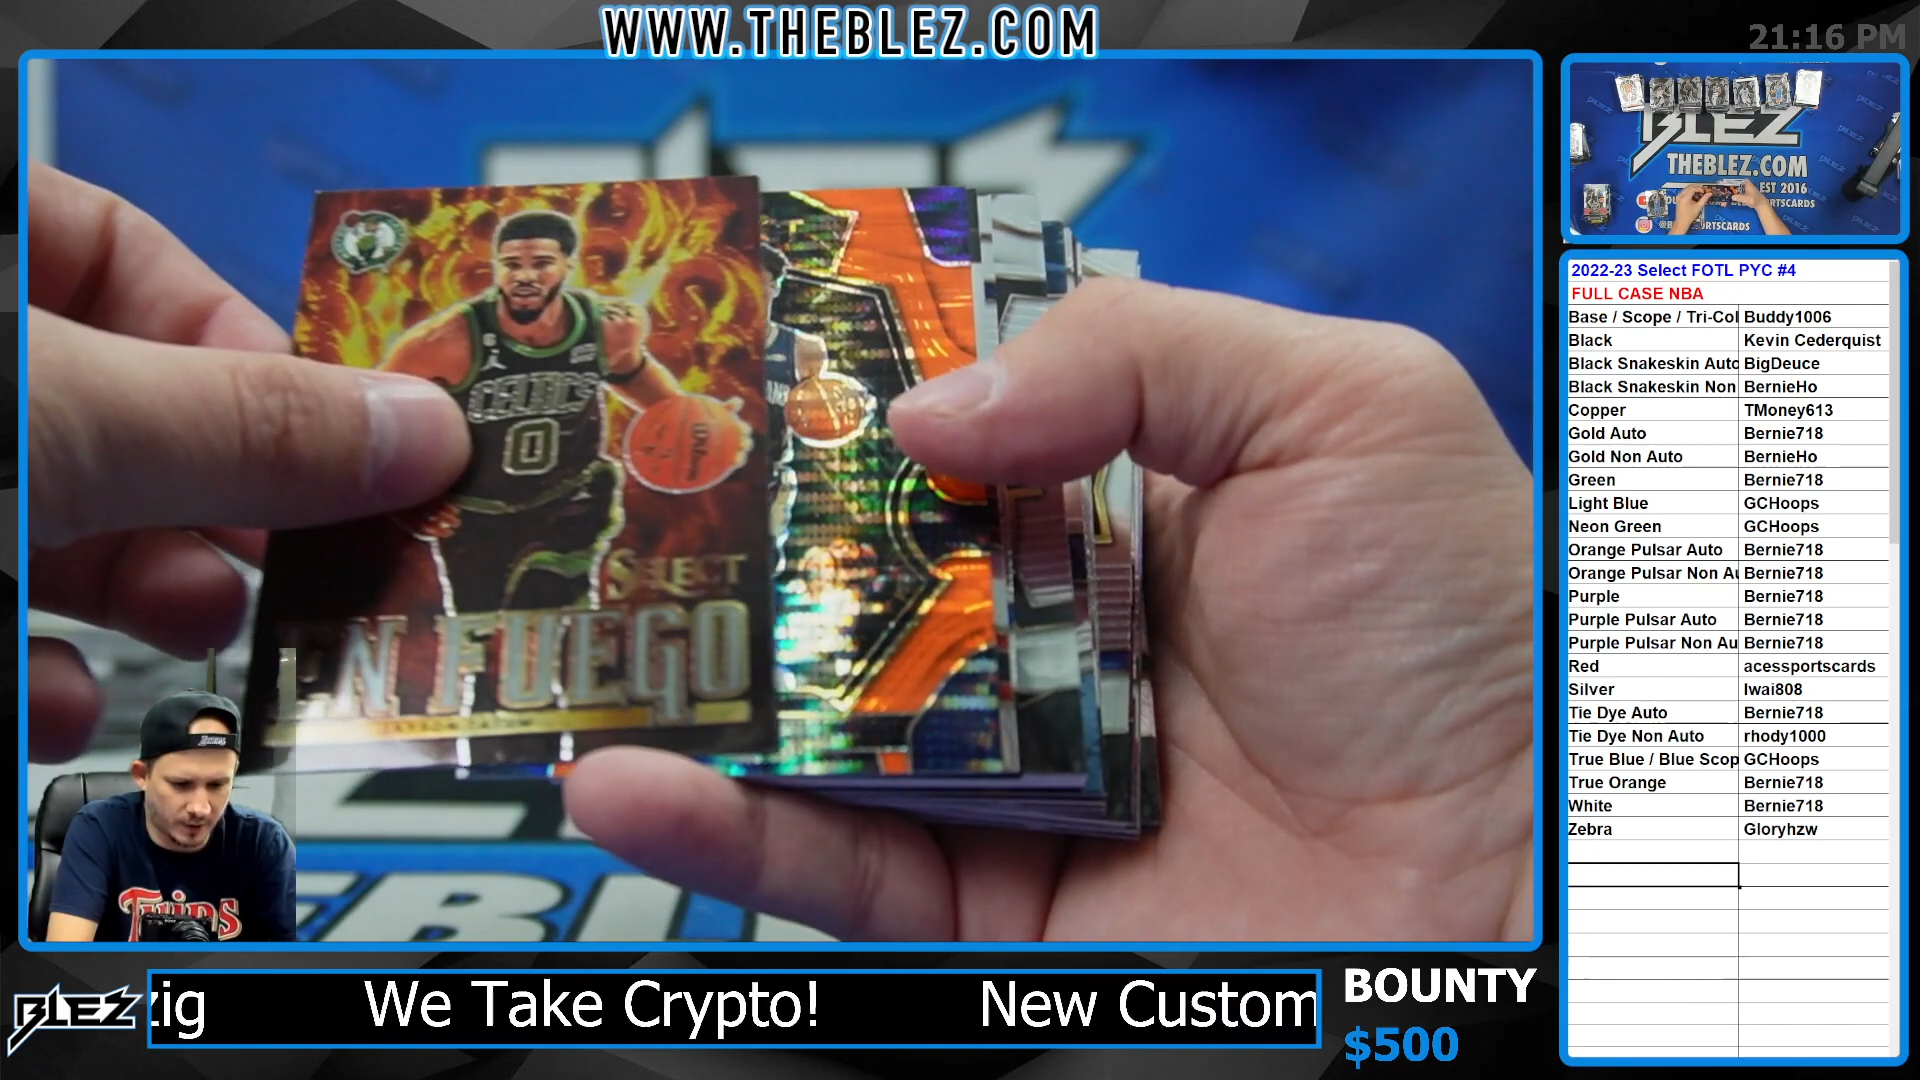 WWW.THEBLEZ.COM
21:16 PM
BLEZ
THEBLEZ.COM
EST 2016
CELTICS
0
Wilson
SELECT
EN FUEGO
JAYSON TATUM
Twins
2022-23 Select FOTL PYC #4
FULL CASE NBA
Base / Scope / Tri-Col Buddy1006
Black Kevin Cederquist
Black Snakeskin Auto BigDeuce
Black Snakeskin Non BernieHo
Copper TMoney613
Gold Auto Bernie718
Gold Non Auto BernieHo
Green Bernie718
Light Blue GCHoops
Neon Green GCHoops
Orange Pulsar Auto Bernie718
Orange Pulsar Non Au Bernie718
Purple Bernie718
Purple Pulsar Auto Bernie718
Purple Pulsar Non Au Bernie718
Red acessportscards
Silver Iwai808
Tie Dye Auto Bernie718
Tie Dye Non Auto rhody1000
True Blue / Blue Scop GCHoops
True Orange Bernie718
White Bernie718
Zebra Gloryhzw
BLEZ
zig We Take Crypto! New Custom
BOUNTY
$500